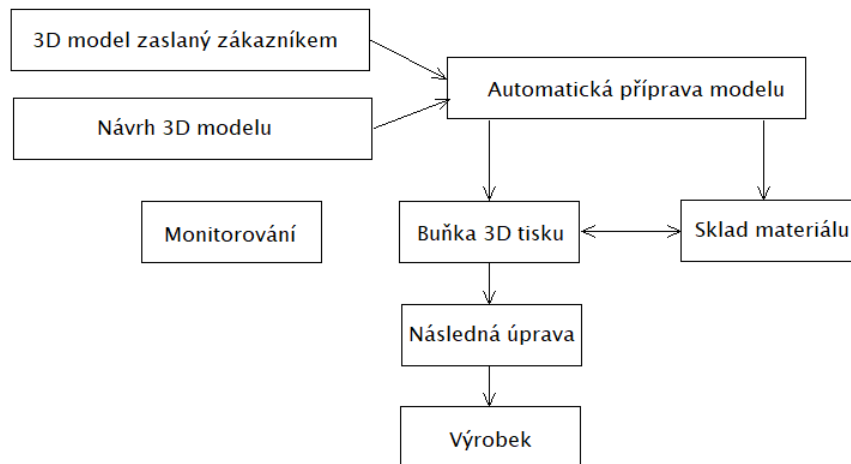 3D model zaslaný zákazníkem
Automatická příprava modelu
Návrh 3D modelu
Monitorování
Buňka 3D tisku
Sklad materiálu
Následná úprava
Výrobek